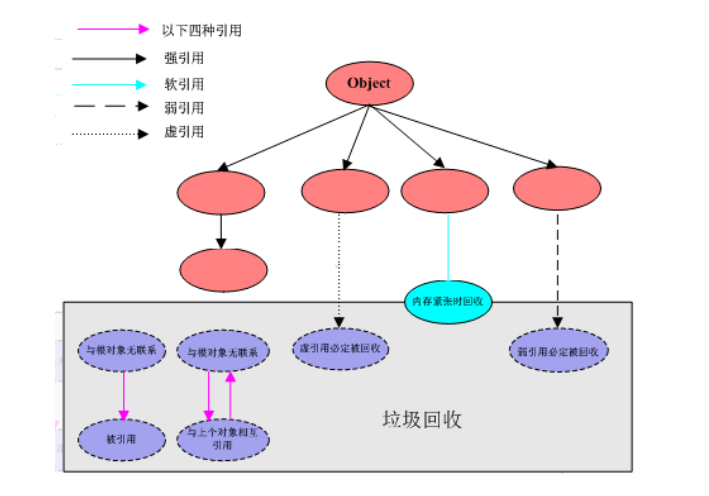 以下四种引用
强引用
软引用
弱引用
虚引用
Object
内存紧张时回收
与根对象无联系
与根对象无联系
虚引用必定被回收
弱引用必定被回收
被引用
与上个对象相互
引用
垃圾回收